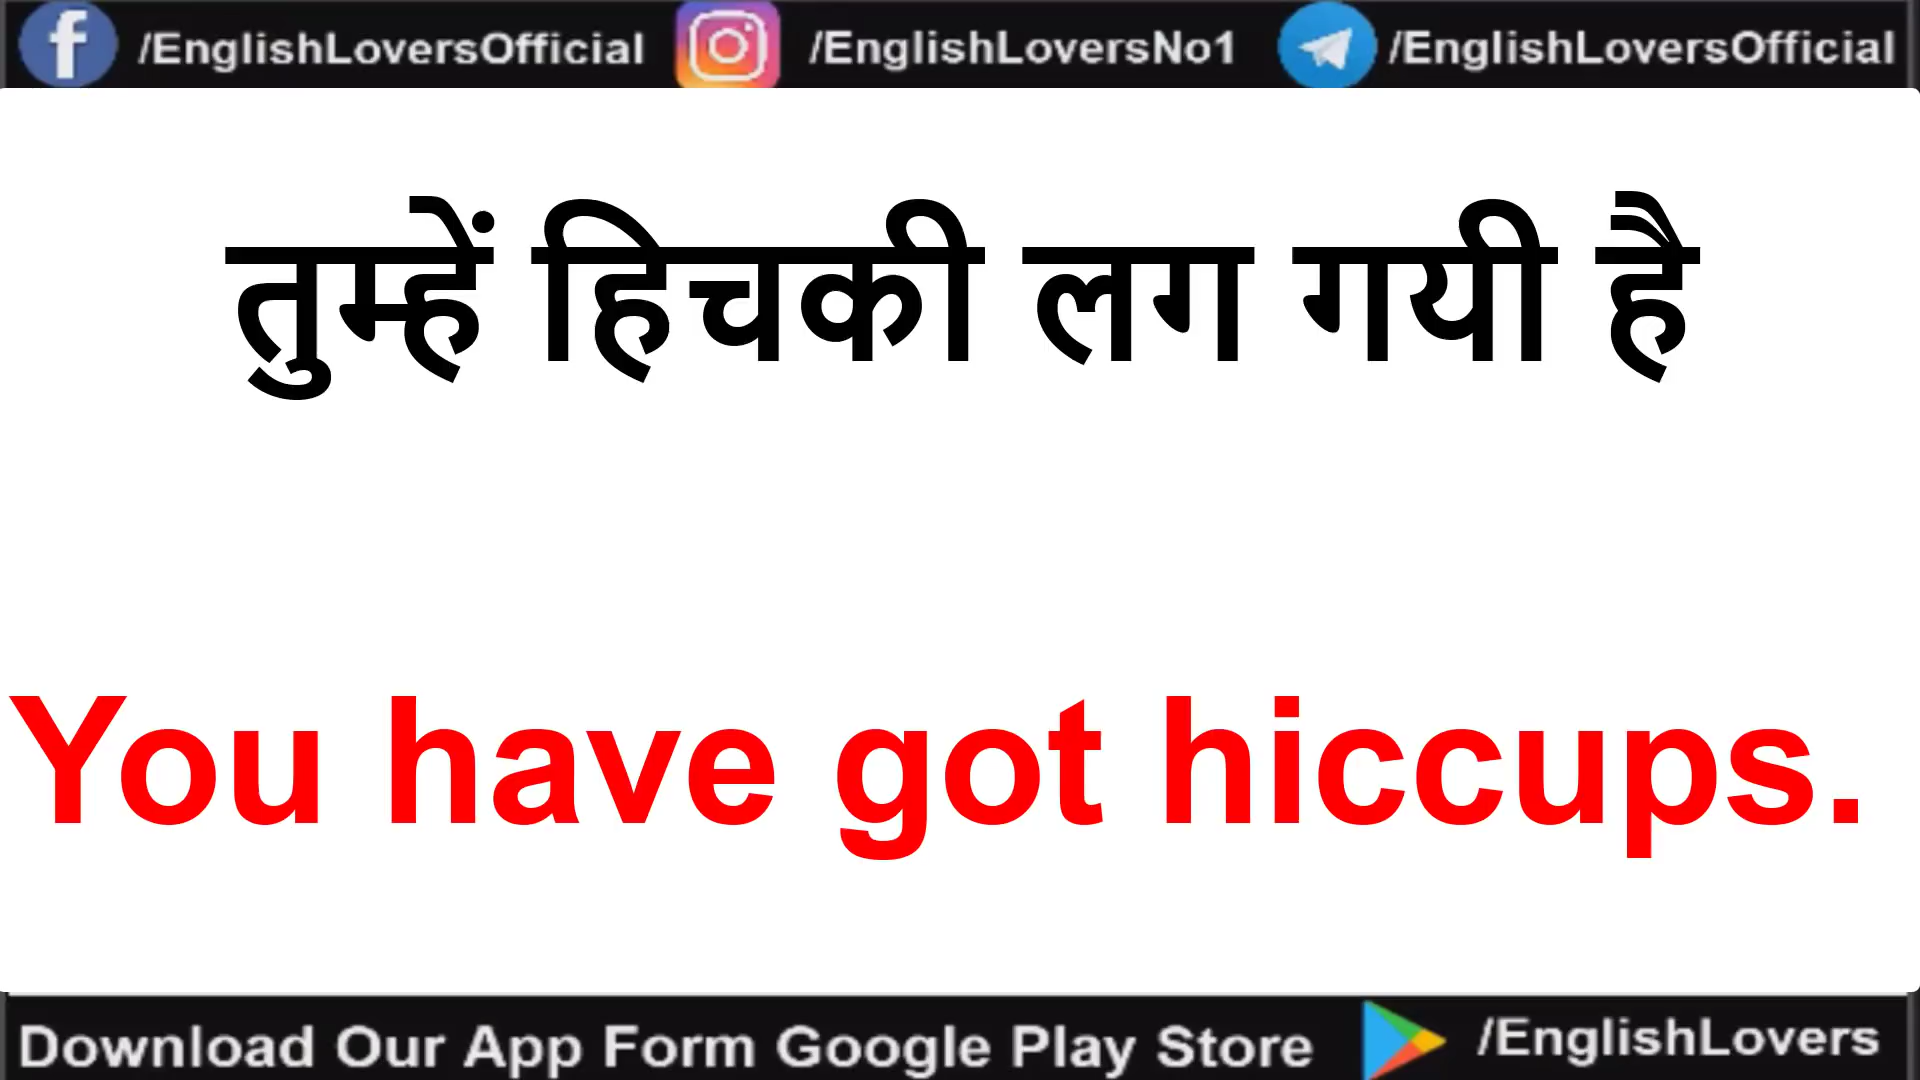 /EnglishLoversOfficial /EnglishLoversNo1 /EnglishLoversOfficial
तुम्हें हिचकी लग गयी है
You have got hiccups.
Download Our App Form Google Play Store /EnglishLovers